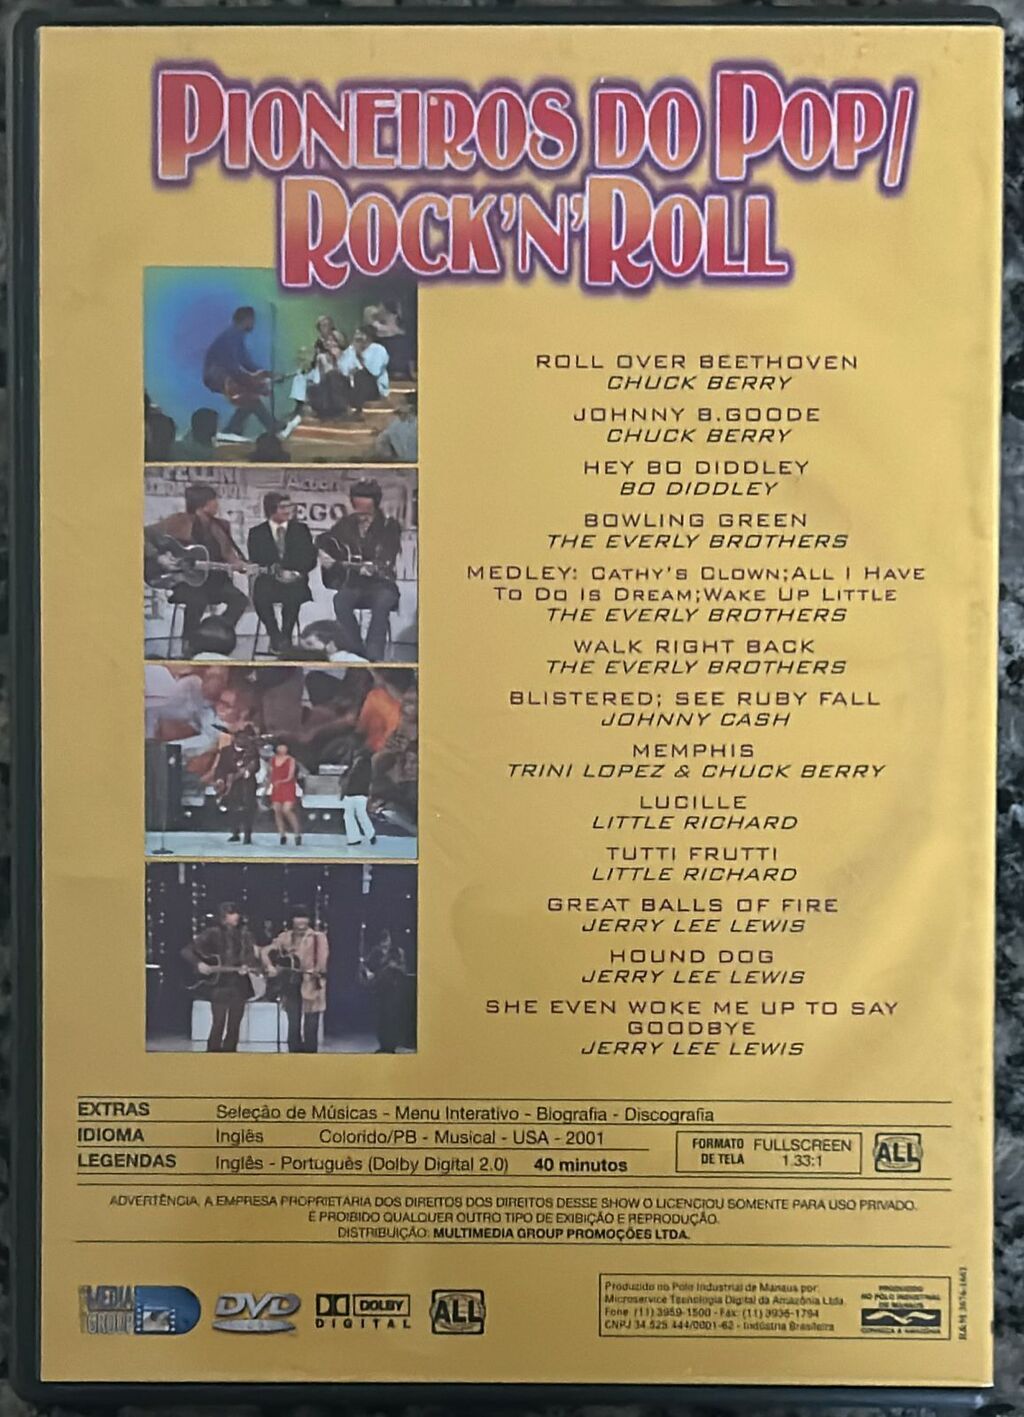 PIONEIROS DO POP/
ROCK'N'ROLL
ROLL OVER BEETHOVEN
CHUCK BERRY
JOHNNY B.GOODE
CHUCK BERRY
HEY BO DIDDLEY
BO DIDDLEY
BOWLING GREEN
THE EVERLY BROTHERS
MEDLEY: CATHY'S CLOWN;ALL I HAVE
TO DO IS DREAM;WAKE UP LITTLE
THE EVERLY BROTHERS
WALK RIGHT BACK
THE EVERLY BROTHERS
BLISTERED; SEE RUBY FALL
JOHNNY CASH
MEMPHIS
TRINI LOPEZ & CHUCK BERRY
LUCILLE
LITTLE RICHARD
TUTTI FRUTTI
LITTLE RICHARD
GREAT BALLS OF FIRE
JERRY LEE LEWIS
HOUND DOG
JERRY LEE LEWIS
SHE EVEN WOKE ME UP TO SAY
GOODBYE
JERRY LEE LEWIS
EXTRAS Seleção de Músicas - Menu Interativo - Biografia - Discografia
IDIOMA Inglês Colorido/PB - Musical - USA - 2001
LEGENDAS Inglês - Português (Dolby Digital 2.0) 40 minutos
FORMATO DE TELA FULLSCREEN 1.33:1
ALL
ADVERTÊNCIA, A EMPRESA PROPRIETÁRIA DOS DIREITOS DOS DIREITOS DESSE SHOW O LICENCIOU SOMENTE PARA USO PRIVADO.
É PROIBIDO QUALQUER OUTRO TIPO DE EXIBIÇÃO E REPRODUÇÃO.
DISTRIBUIÇÃO: MULTIMEDIA GROUP PROMOÇÕES LTDA.
MEDIA
GROUP
DVD
VIDEO
DOLBY
DIGITAL
ALL
Produzido no Polo Industrial de Manaus por:
Microservice Tecnologia Digital da Amazônia Ltda.
Fone: (11) 3959-1500 - Fax: (11) 3936-1794
CNPJ 34.525.444/0001-62 - Indústria Brasileira
PRODUZIDO
NO POLO INDUSTRIAL
DE MANAUS
CONHEÇA A AMAZÔNIA